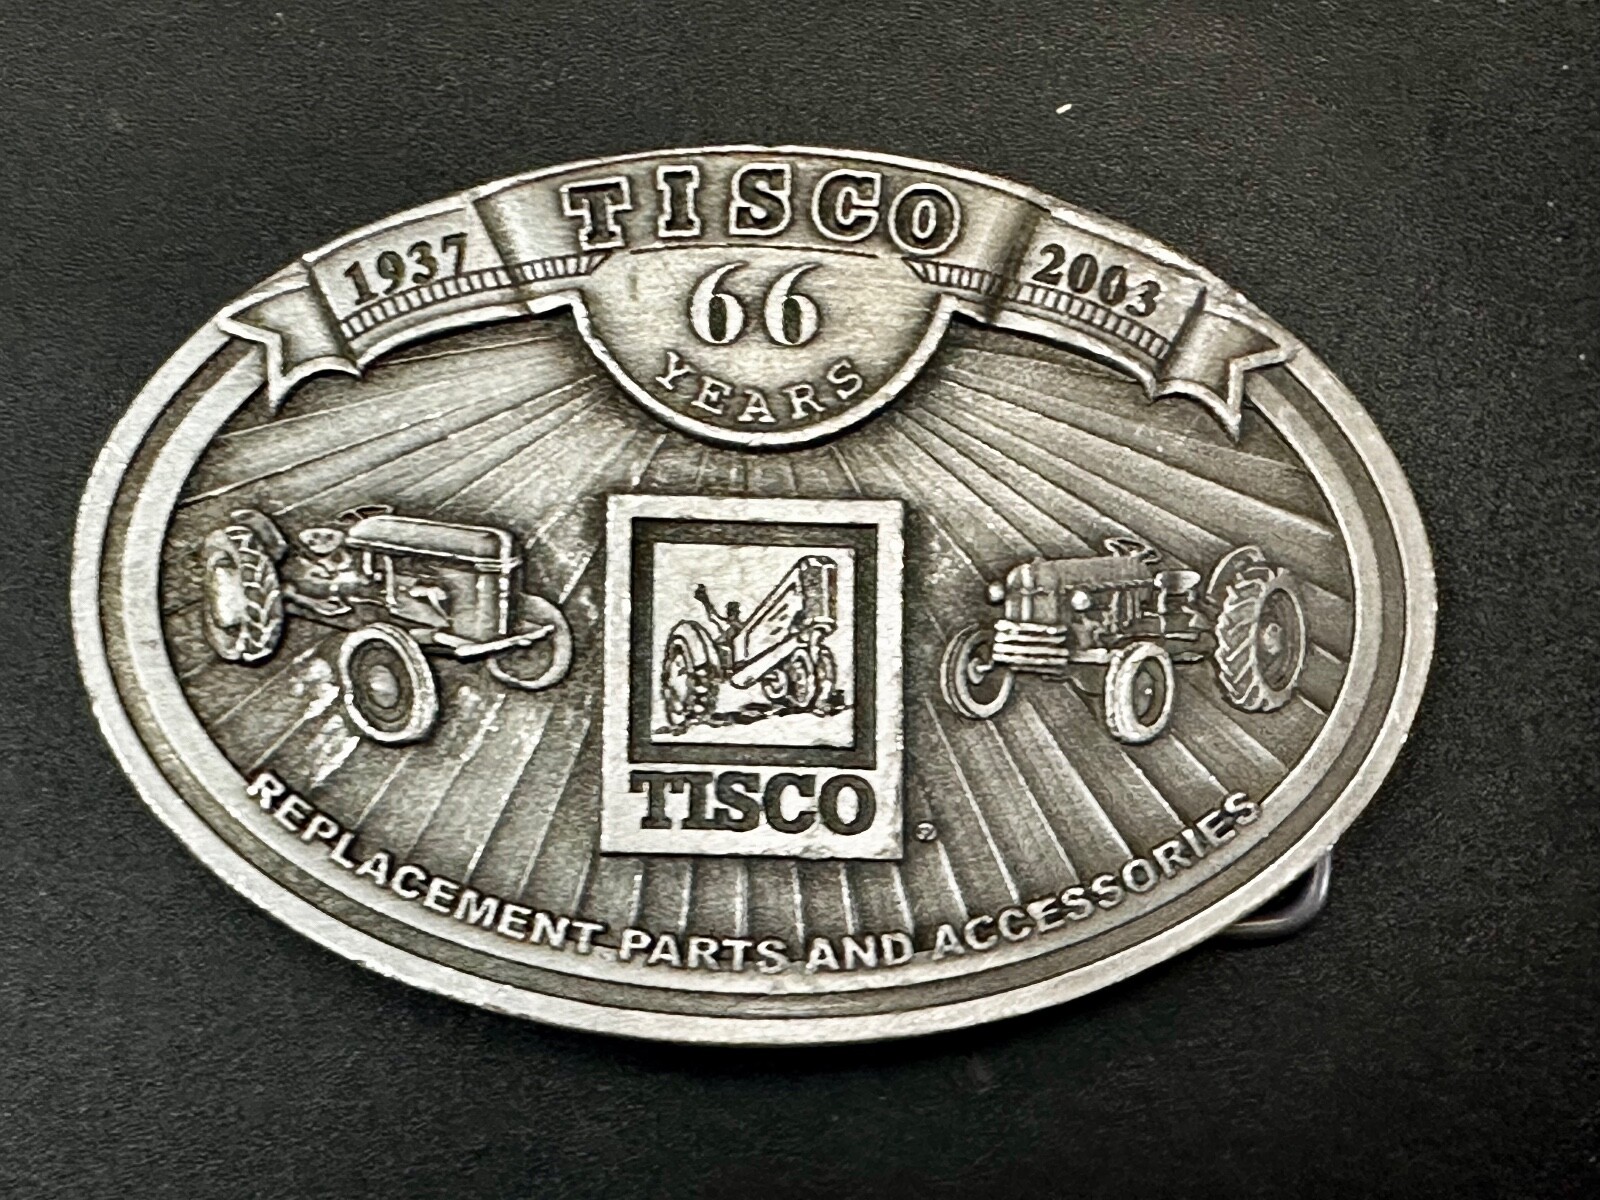 TISCO
1937 2003
66
YEARS
TISCO
®
REPLACEMENT PARTS AND ACCESSORIES